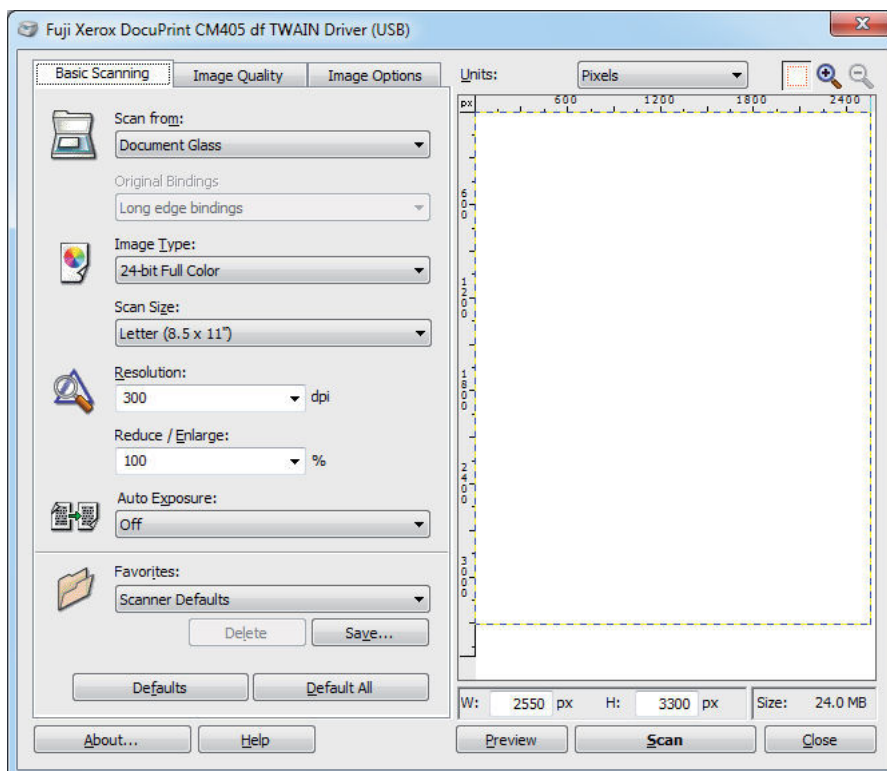 Fuji Xerox DocuPrint CM405 df TWAIN Driver (USB)
Basic Scanning
Image Quality
Image Options
Scan from:
Document Glass
Original Bindings
Long edge bindings
Image Type:
24-bit Full Color
Scan Size:
Letter (8.5 x 11")
Resolution:
300 dpi
Reduce / Enlarge:
100 %
Auto Exposure:
Off
Favorites:
Scanner Defaults
Delete
Save...
Defaults
Default All
About...
Help
Units:
Pixels
px
600 1200 1800 2400
600
1200
1800
2400
3000
W: 2550 px H: 3300 px Size: 24.0 MB
Preview
Scan
Close